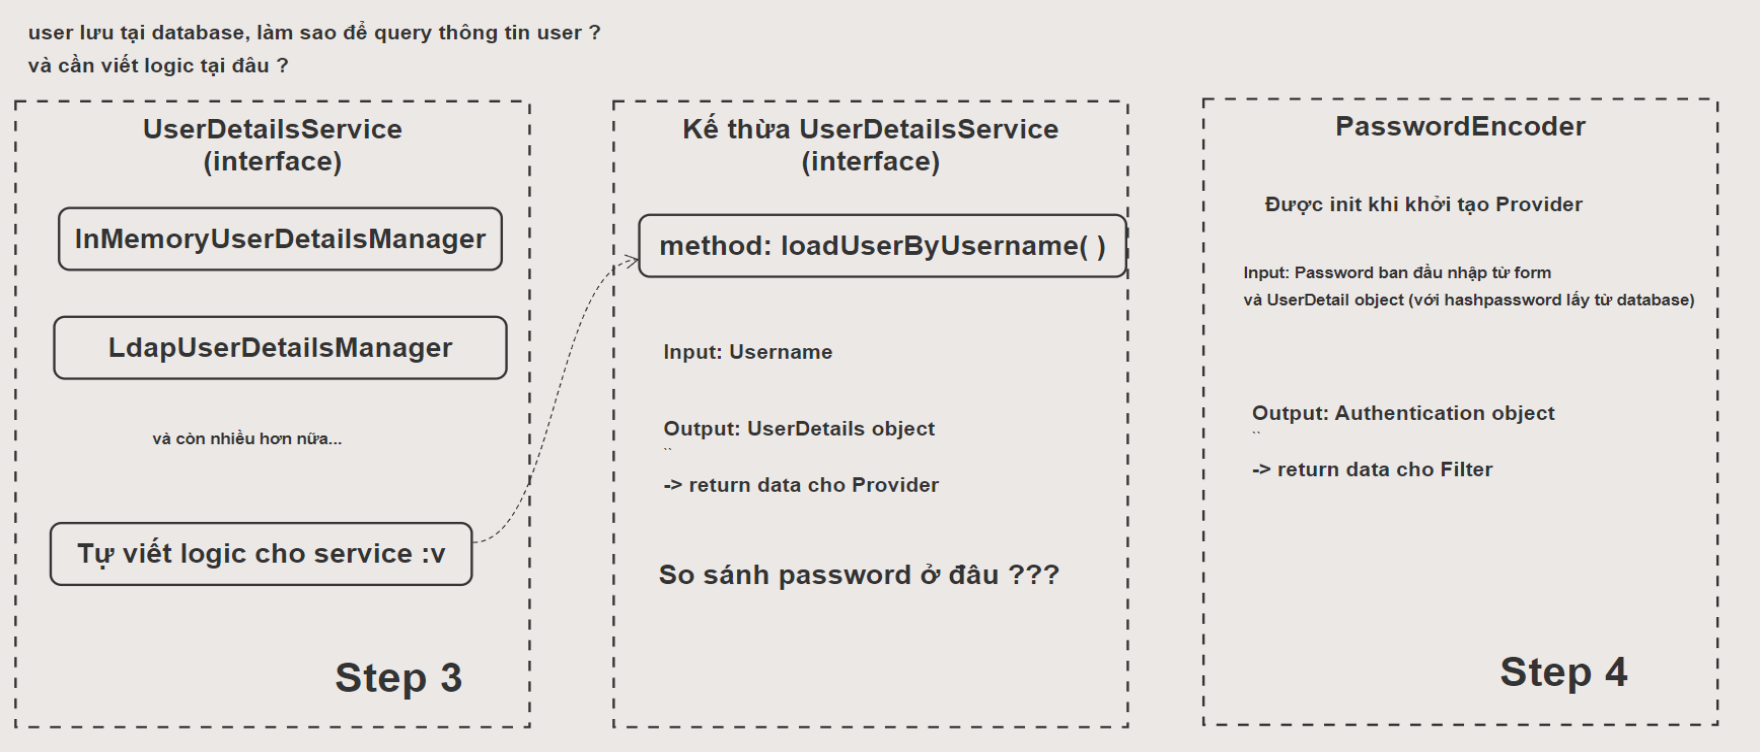 user lưu tại database, làm sao để query thông tin user ?
và cần viết logic tại đâu ?
UserDetailsService
(interface)
InMemoryUserDetailsManager
LdapUserDetailsManager
và còn nhiều hơn nữa...
Tự viết logic cho service :v
Step 3
Kế thừa UserDetailsService
(interface)
method: loadUserByUsername( )
Input: Username
Output: UserDetails object
``
-> return data cho Provider
So sánh password ở đâu ???
PasswordEncoder
Được init khi khởi tạo Provider
Input: Password ban đầu nhập từ form
và UserDetail object (với hashpassword lấy từ database)
Output: Authentication object
``
-> return data cho Filter
Step 4